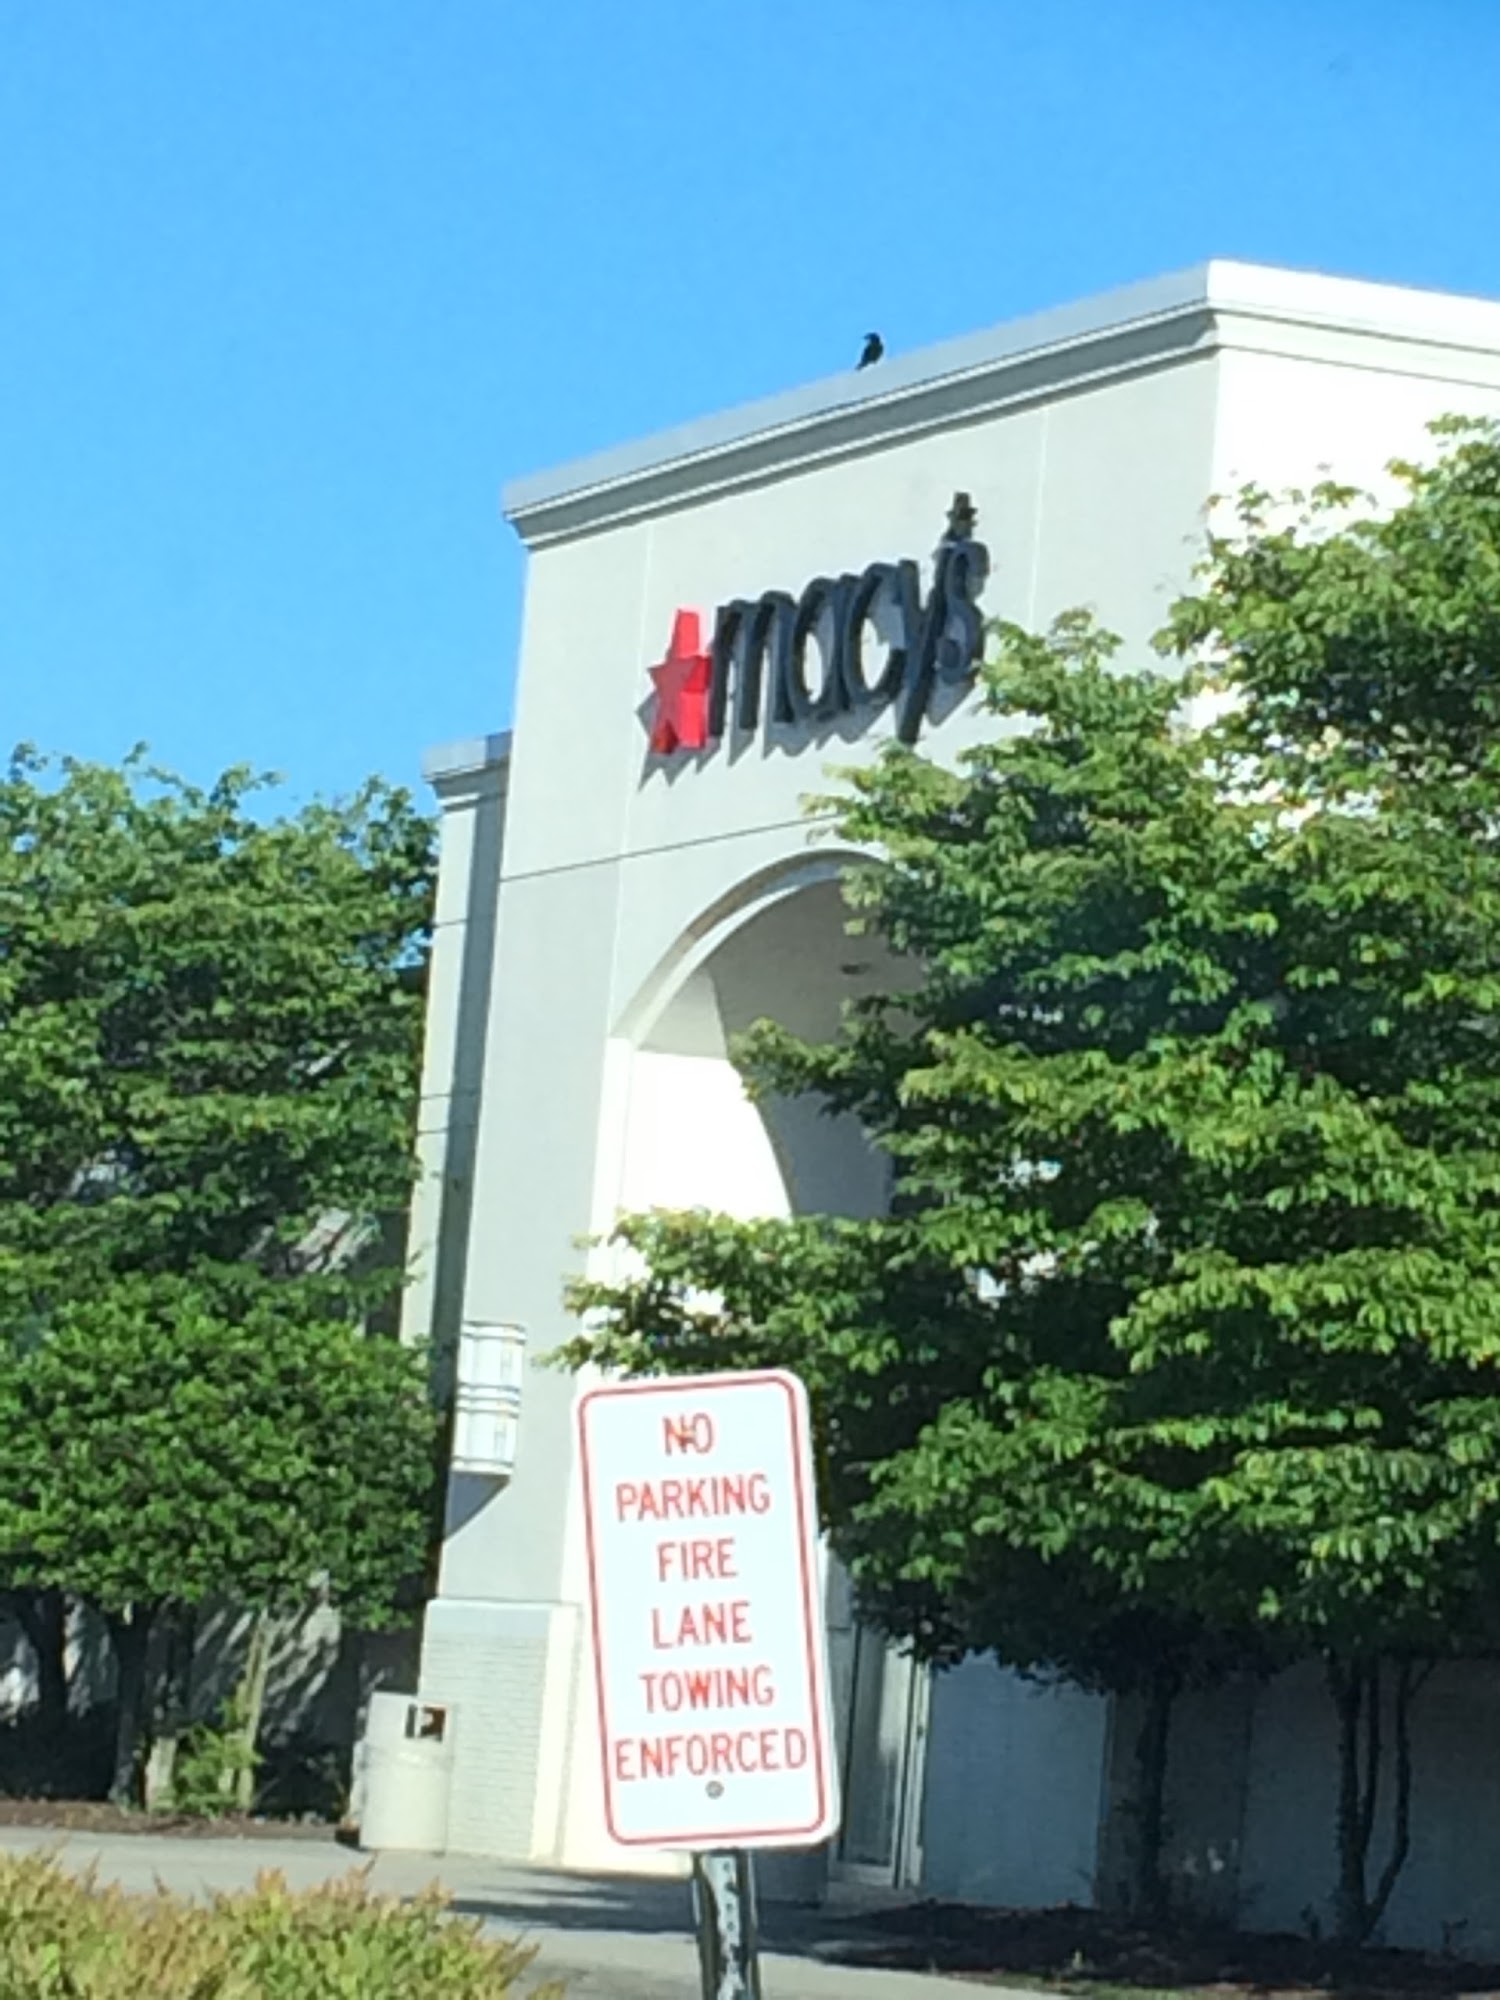 macy's
NO
PARKING
FIRE
LANE
TOWING
ENFORCED